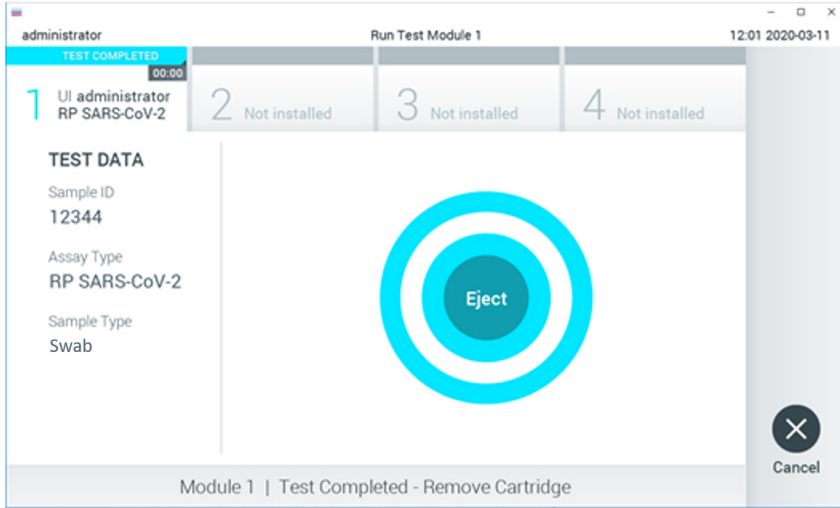 administrator
Run Test Module 1
12:01 2020-03-11
TEST COMPLETED
00:00
1 UI administrator
RP SARS-CoV-2
2 Not installed
3 Not installed
4 Not installed
TEST DATA
Sample ID
12344
Assay Type
RP SARS-CoV-2
Sample Type
Swab
Eject
Cancel
Module 1 | Test Completed - Remove Cartridge